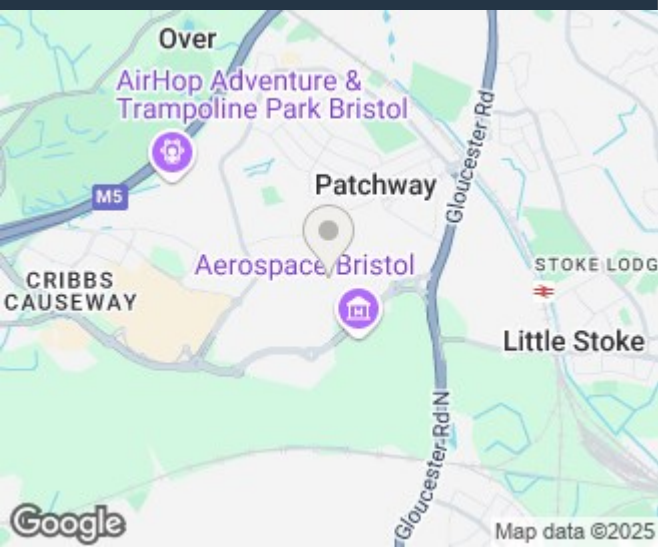 Over
AirHop Adventure &
Trampoline Park Bristol
Gloucester Rd
Patchway
M5
Aerospace Bristol
STOKE LODG
CRIBBS
CAUSEWAY
H
Little Stoke
Gloucester Rd N
Google
Map data ©2025